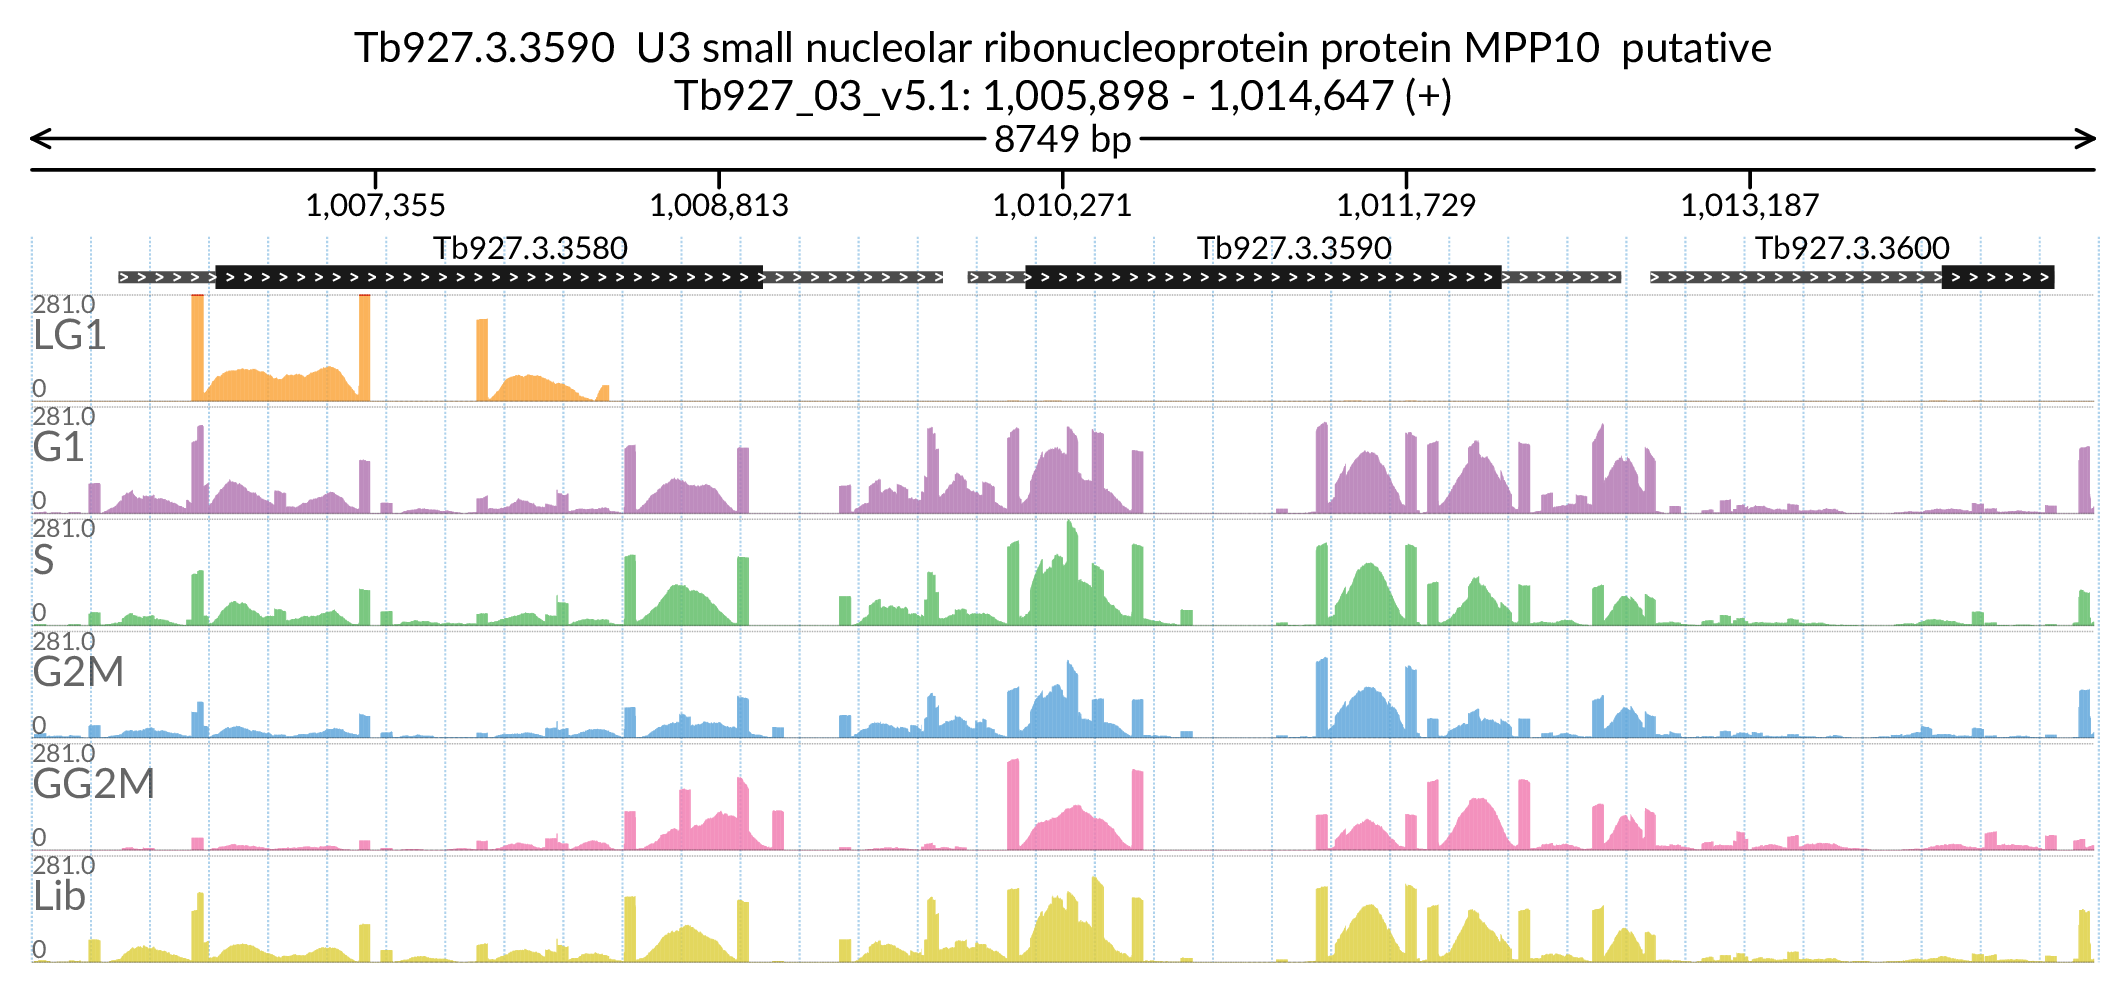 Tb927.3.3590  U3 small nucleolar ribonucleoprotein protein MPP10  putative
Tb927_03_v5.1: 1,005,898 - 1,014,647 (+)
8749 bp
1,007,355 1,008,813 1,010,271 1,011,729 1,013,187
Tb927.3.3580 Tb927.3.3590 Tb927.3.3600
281.0
LG1
0
281.0
G1
0
281.0
S
0
281.0
G2M
0
281.0
GG2M
0
281.0
Lib
0